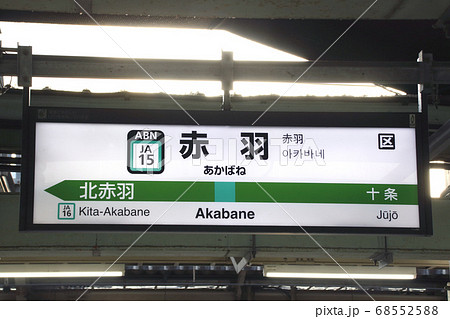 ABN
JA
15
赤羽
赤羽
아카바네
区
あかばね
北赤羽
十条
JA
16
Kita-Akabane
Akabane
Jūjō
PIXTA
68552588